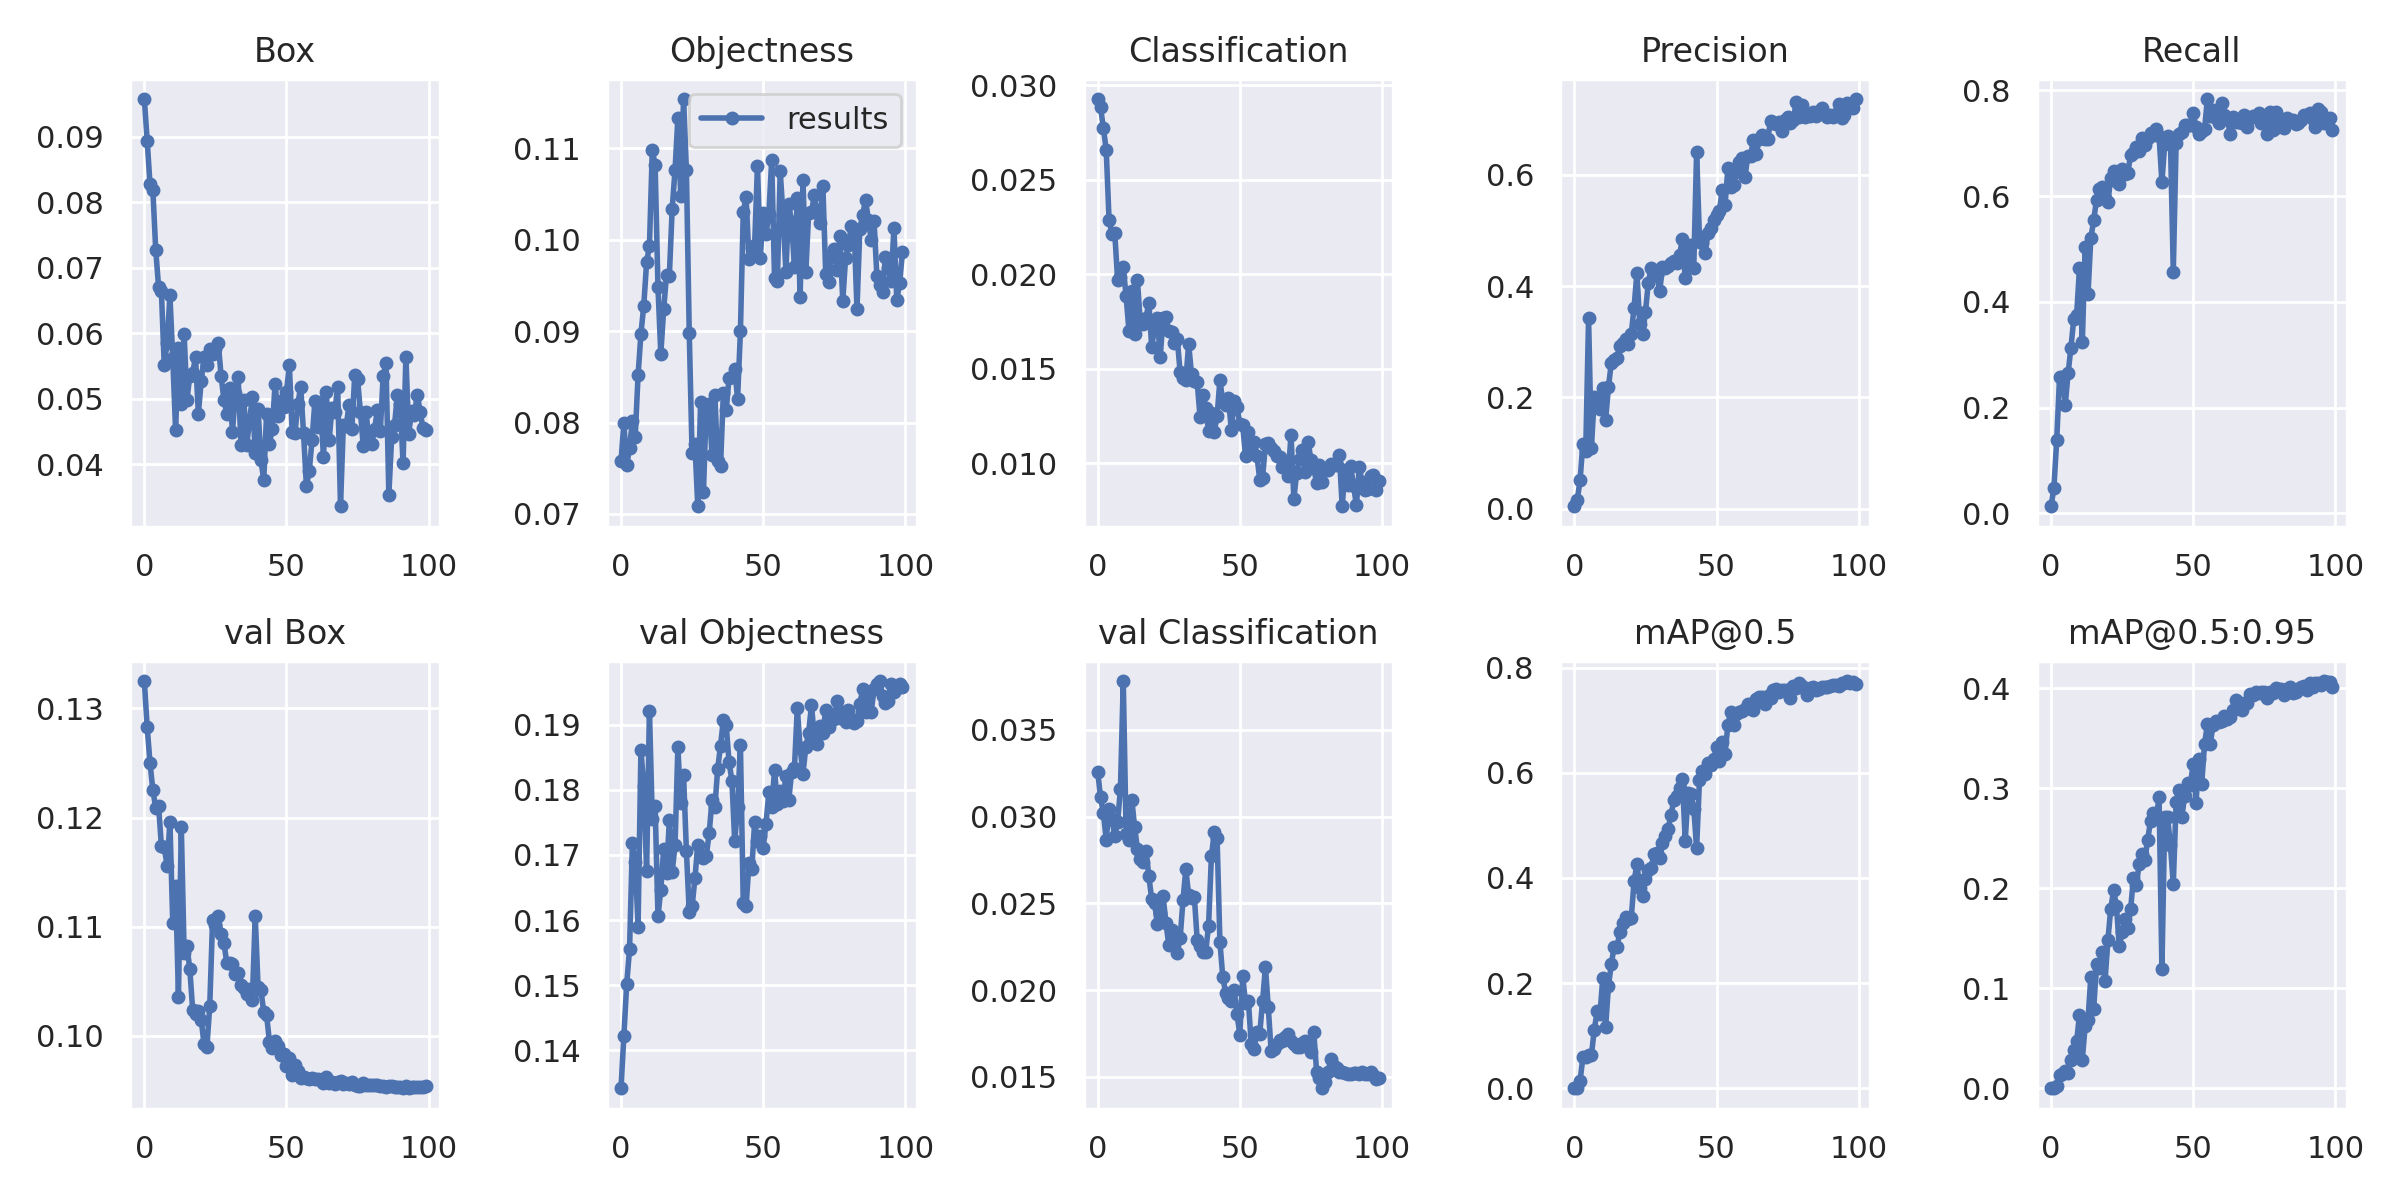 Box
0.09
0.08
0.07
0.06
0.05
0.04
0 50 100
Objectness
results
0.11
0.10
0.09
0.08
0.07
0 50 100
Classification
0.030
0.025
0.020
0.015
0.010
0 50 100
Precision
0.6
0.4
0.2
0.0
0 50 100
Recall
0.8
0.6
0.4
0.2
0.0
0 50 100
val Box
0.13
0.12
0.11
0.10
0 50 100
val Objectness
0.19
0.18
0.17
0.16
0.15
0.14
0 50 100
val Classification
0.035
0.030
0.025
0.020
0.015
0 50 100
mAP@0.5
0.8
0.6
0.4
0.2
0.0
0 50 100
mAP@0.5:0.95
0.4
0.3
0.2
0.1
0.0
0 50 100